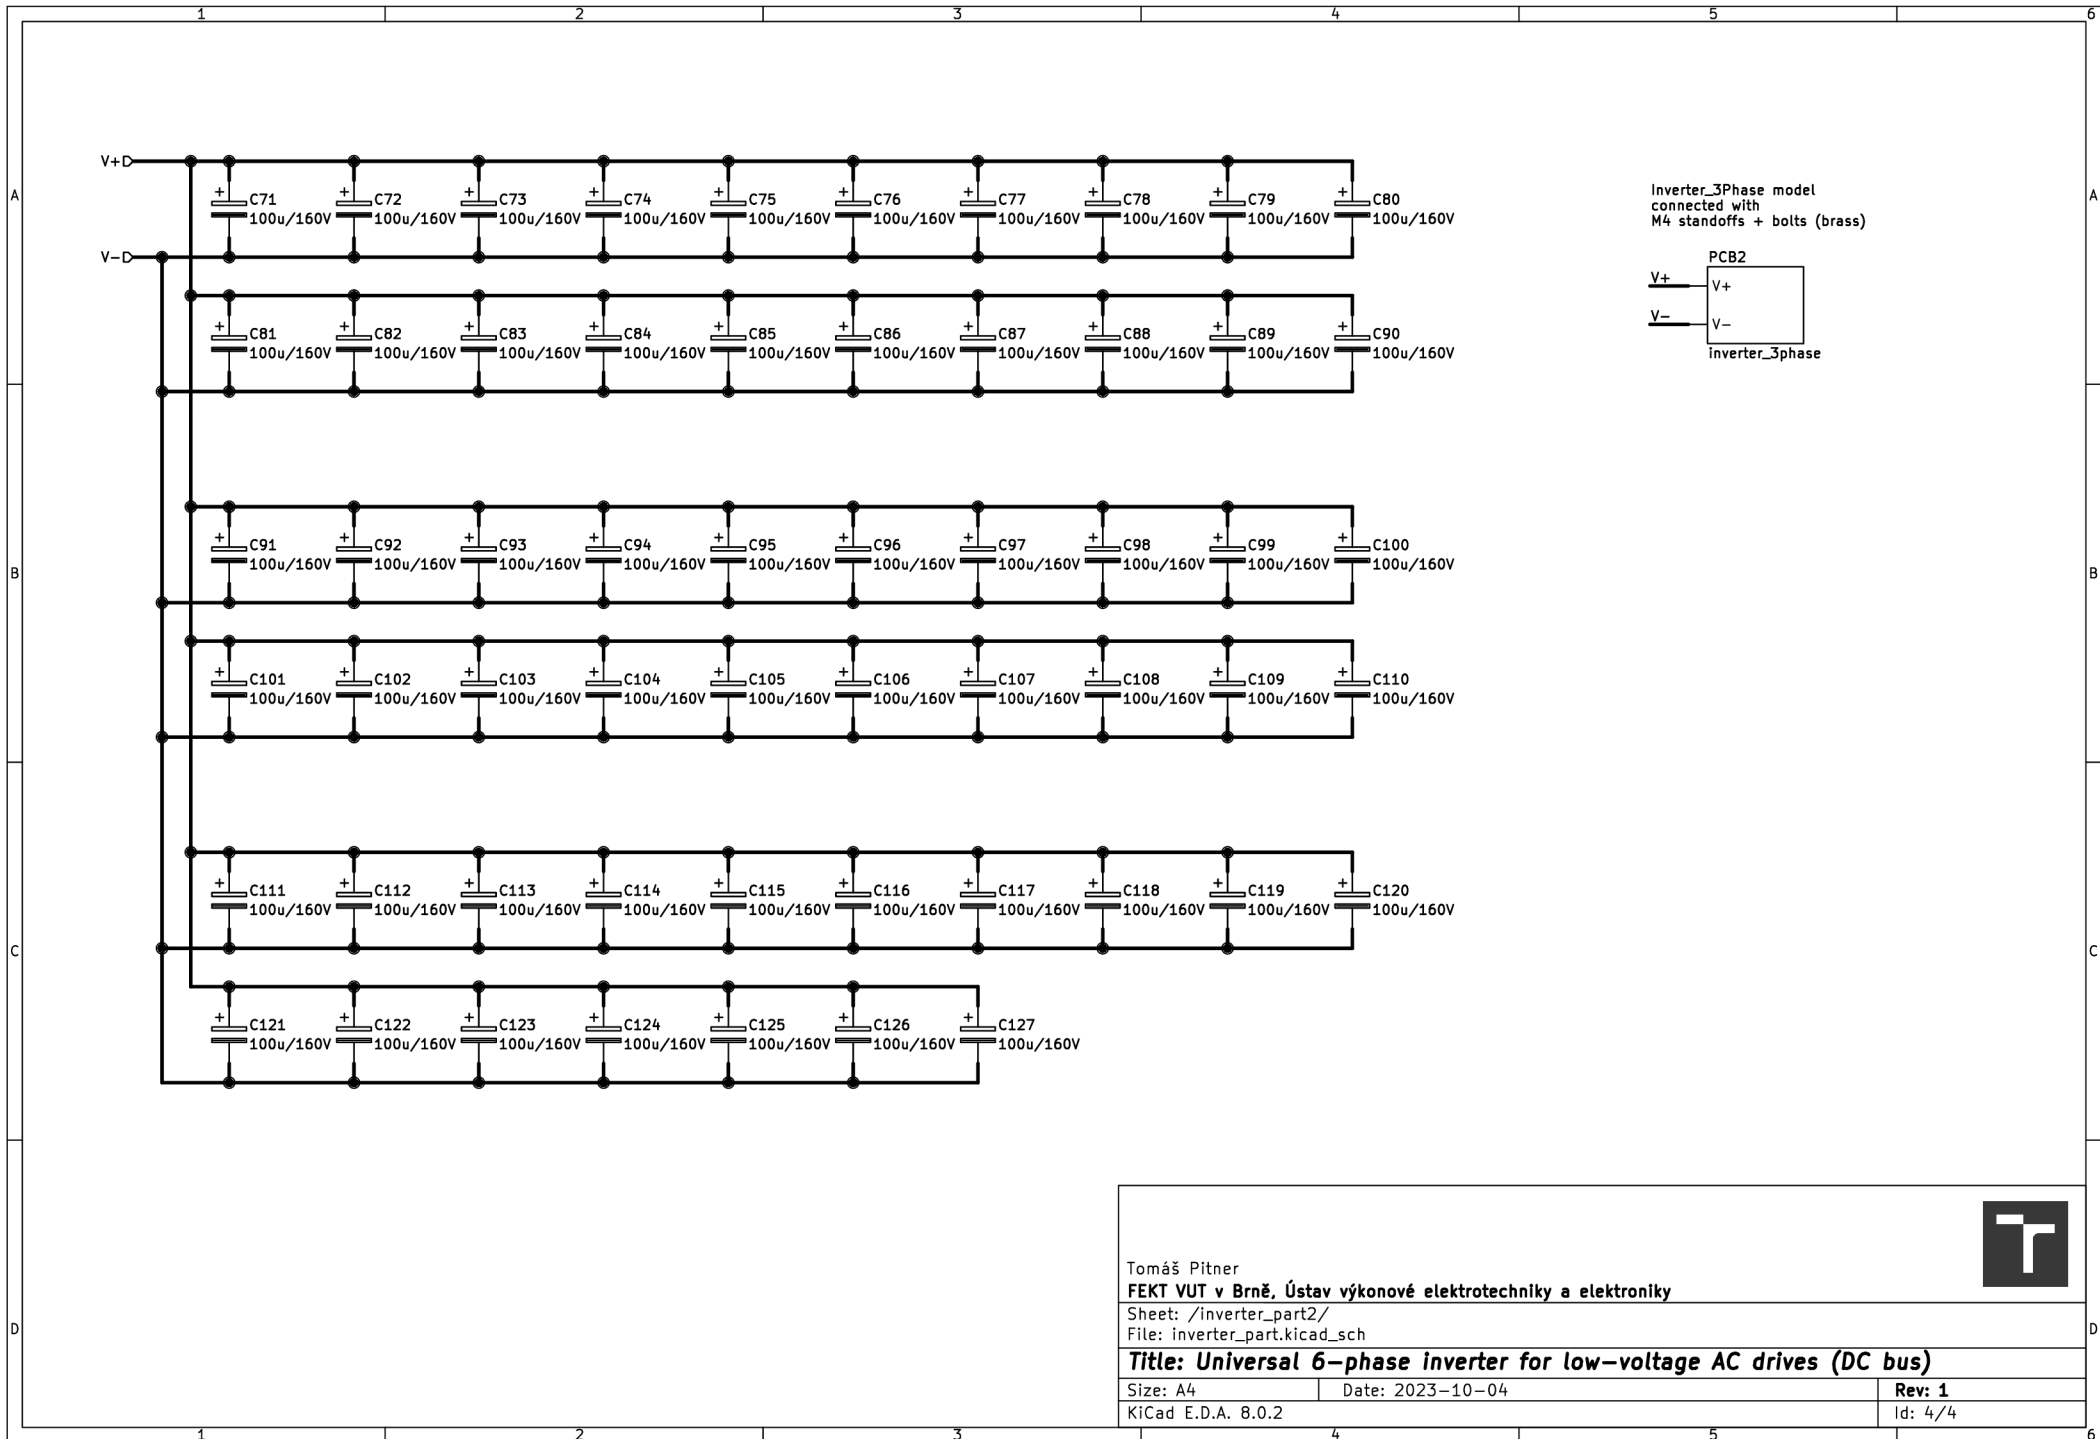 1 2 3 4 5 6
A A
V+
C71 C72 C73 C74 C75 C76 C77 C78 C79 C80
+ + + + + + + + + +
100u/160V 100u/160V 100u/160V 100u/160V 100u/160V 100u/160V 100u/160V 100u/160V 100u/160V 100u/160V
V-
Inverter_3Phase model
connected with
M4 standoffs + bolts (brass)
PCB2
V+ V+
V- V-
inverter_3phase
+ + + + + + + + + +
C81 C82 C83 C84 C85 C86 C87 C88 C89 C90
100u/160V 100u/160V 100u/160V 100u/160V 100u/160V 100u/160V 100u/160V 100u/160V 100u/160V 100u/160V
+ + + + + + + + + +
C91 C92 C93 C94 C95 C96 C97 C98 C99 C100
100u/160V 100u/160V 100u/160V 100u/160V 100u/160V 100u/160V 100u/160V 100u/160V 100u/160V 100u/160V
B B
+ + + + + + + + + +
C101 C102 C103 C104 C105 C106 C107 C108 C109 C110
100u/160V 100u/160V 100u/160V 100u/160V 100u/160V 100u/160V 100u/160V 100u/160V 100u/160V 100u/160V
+ + + + + + + + + +
C111 C112 C113 C114 C115 C116 C117 C118 C119 C120
100u/160V 100u/160V 100u/160V 100u/160V 100u/160V 100u/160V 100u/160V 100u/160V 100u/160V 100u/160V
C C
+ + + + + + +
C121 C122 C123 C124 C125 C126 C127
100u/160V 100u/160V 100u/160V 100u/160V 100u/160V 100u/160V 100u/160V
Tomáš Pitner
FEKT VUT v Brně, Ústav výkonové elektrotechniky a elektroniky
Sheet: /inverter_part2/
File: inverter_part.kicad_sch
D D
Title: Universal 6-phase inverter for low-voltage AC drives (DC bus)
Size: A4 Date: 2023-10-04 Rev: 1
KiCad E.D.A. 8.0.2 Id: 4/4
1 2 3 4 5 6